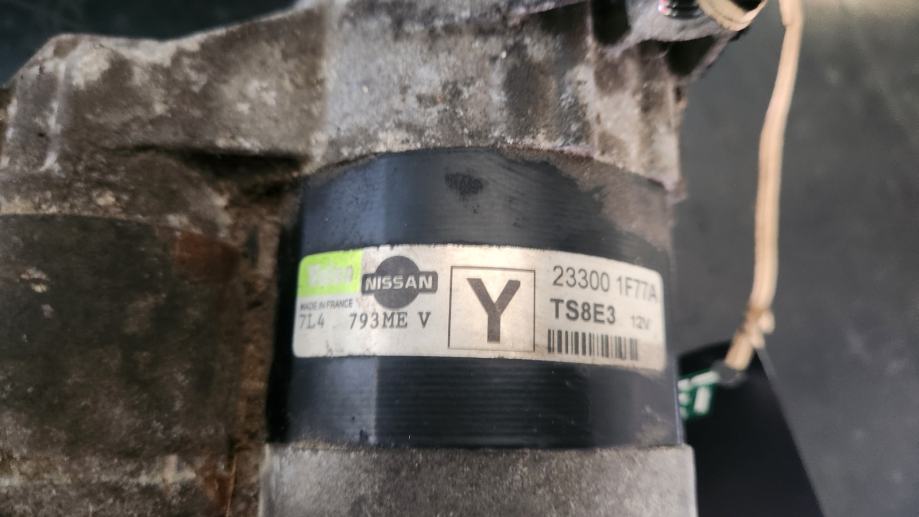 Valeo NISSAN
MADE IN FRANCE
7L4 793ME V
Y
23300 1F77A
TS8E3 12V